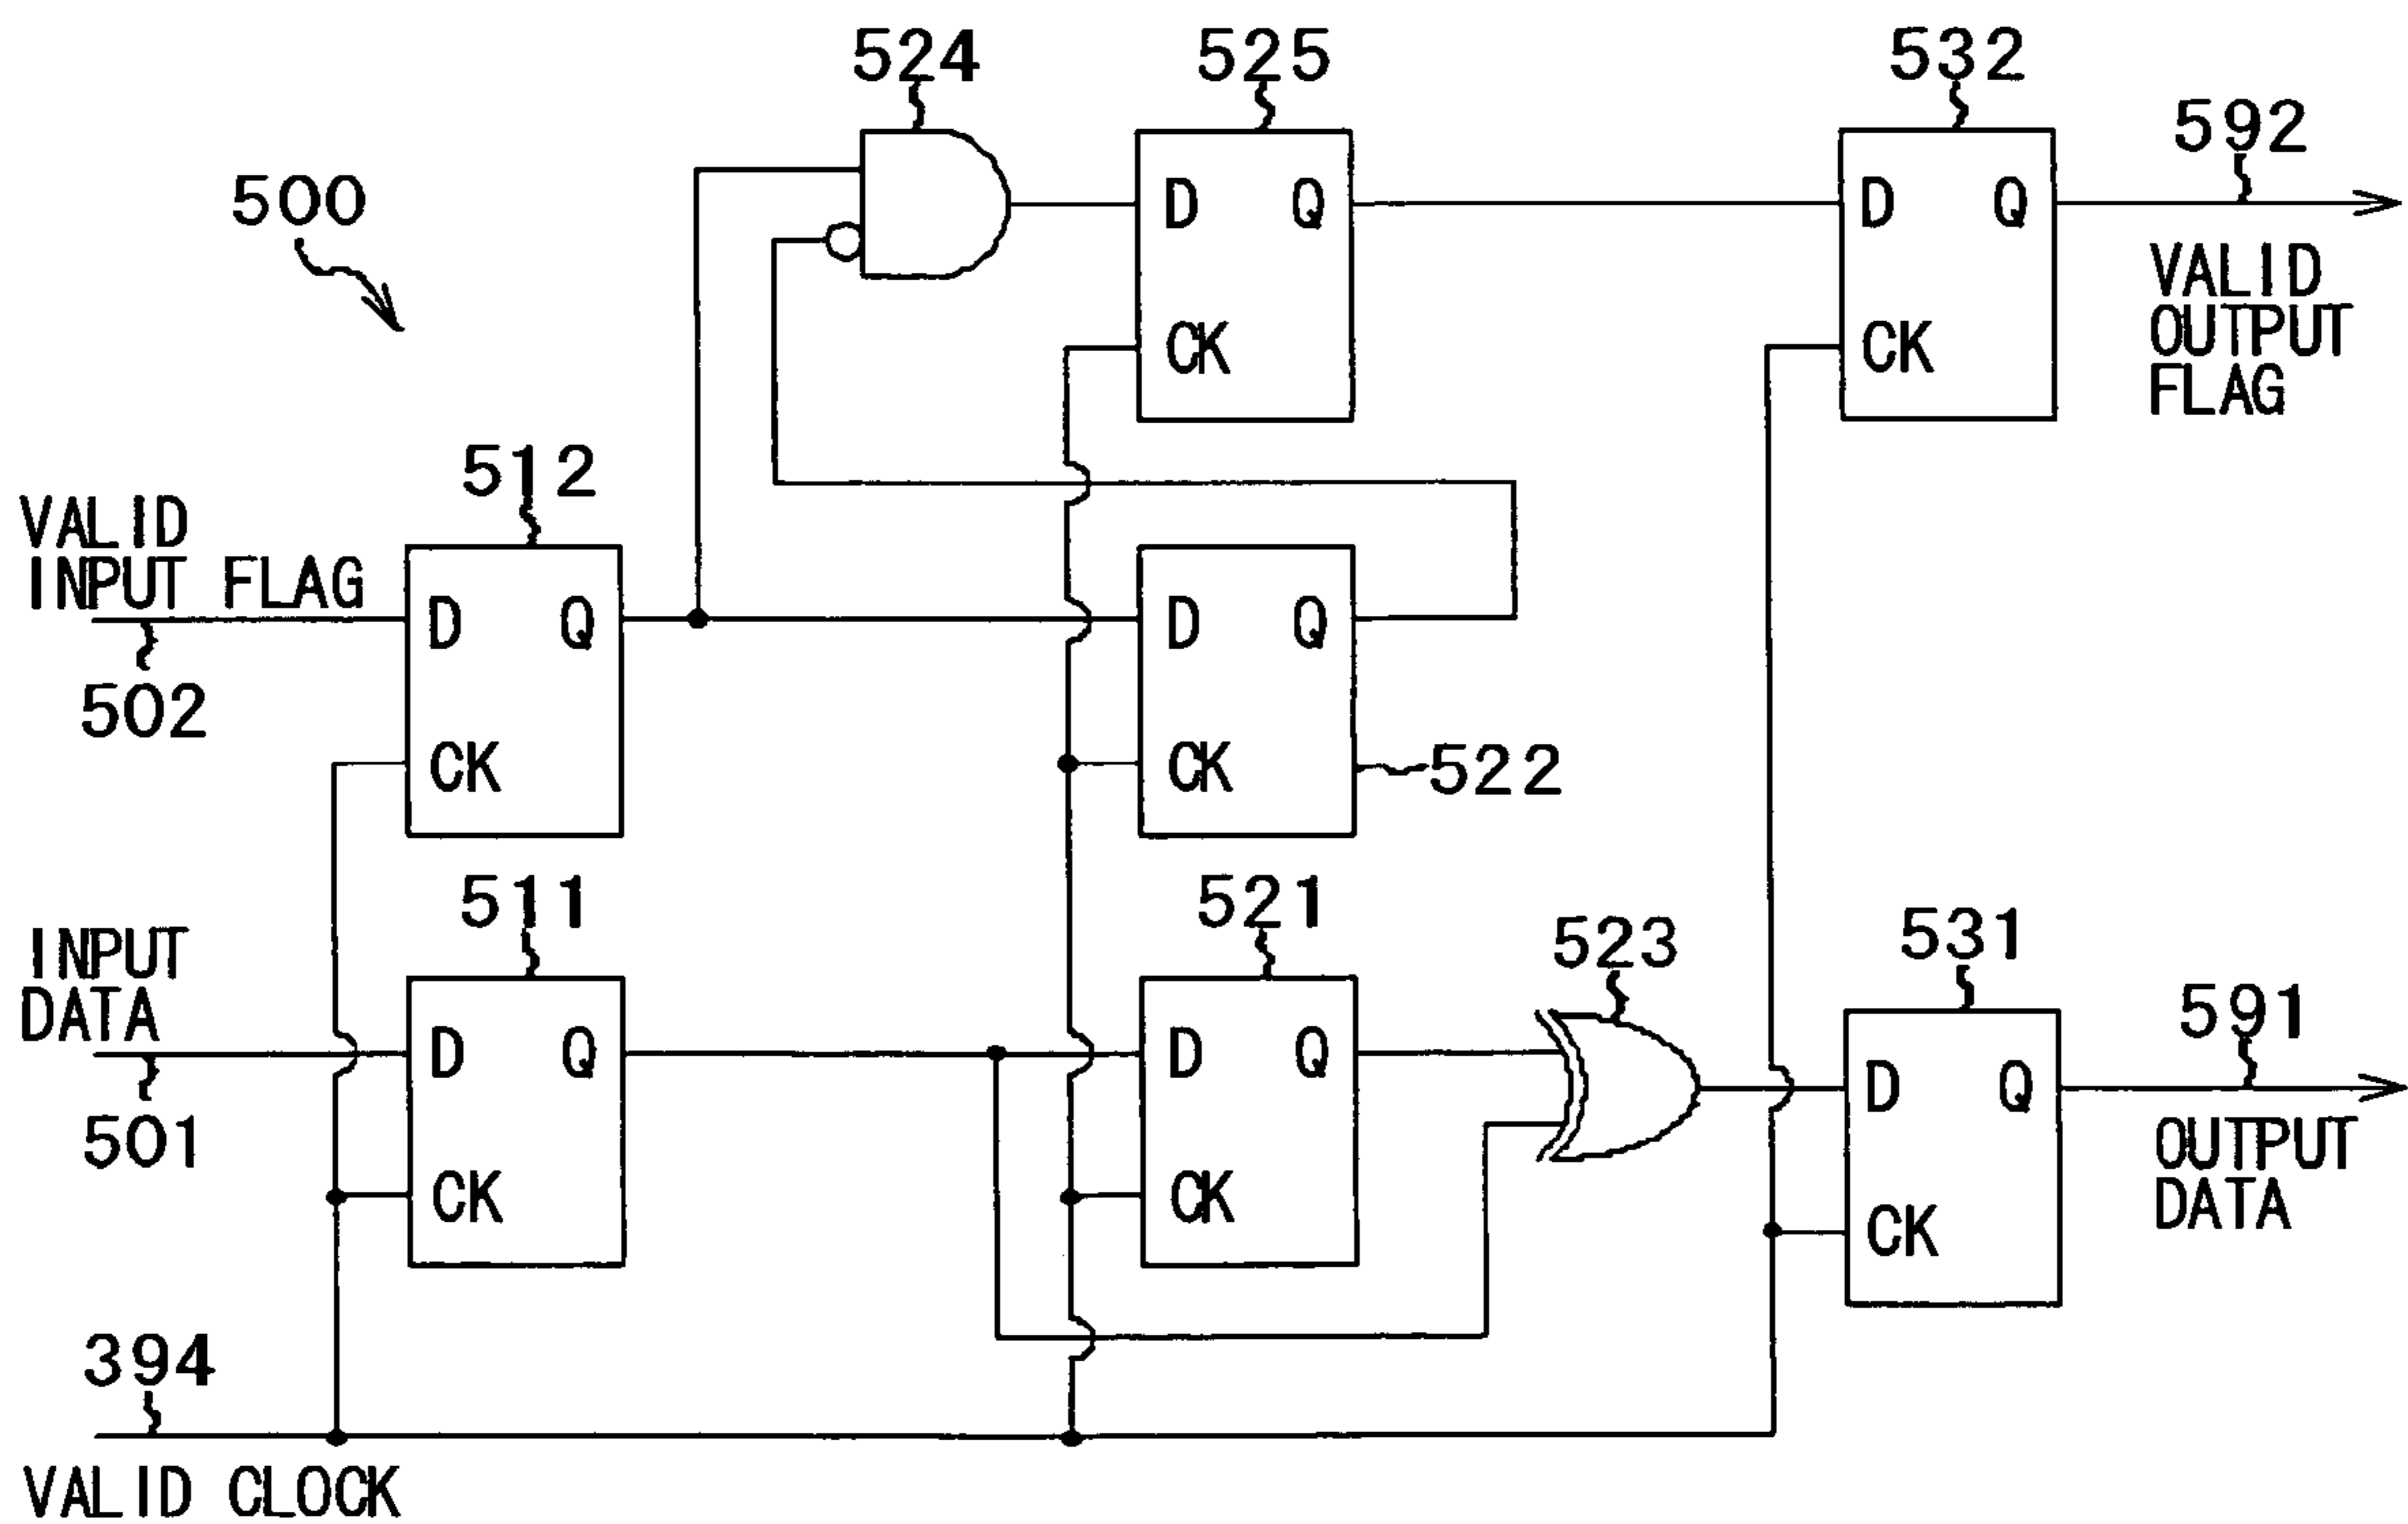 524
525
532
592
500
D Q
CK
D Q
CK
VALID
OUTPUT
FLAG
512
VALID
INPUT FLAG
502
D Q
CK
D Q
CK
522
511
521
523
531
591
INPUT
DATA
501
D Q
CK
D Q
CK
D Q
CK
OUTPUT
DATA
394
VALID CLOCK